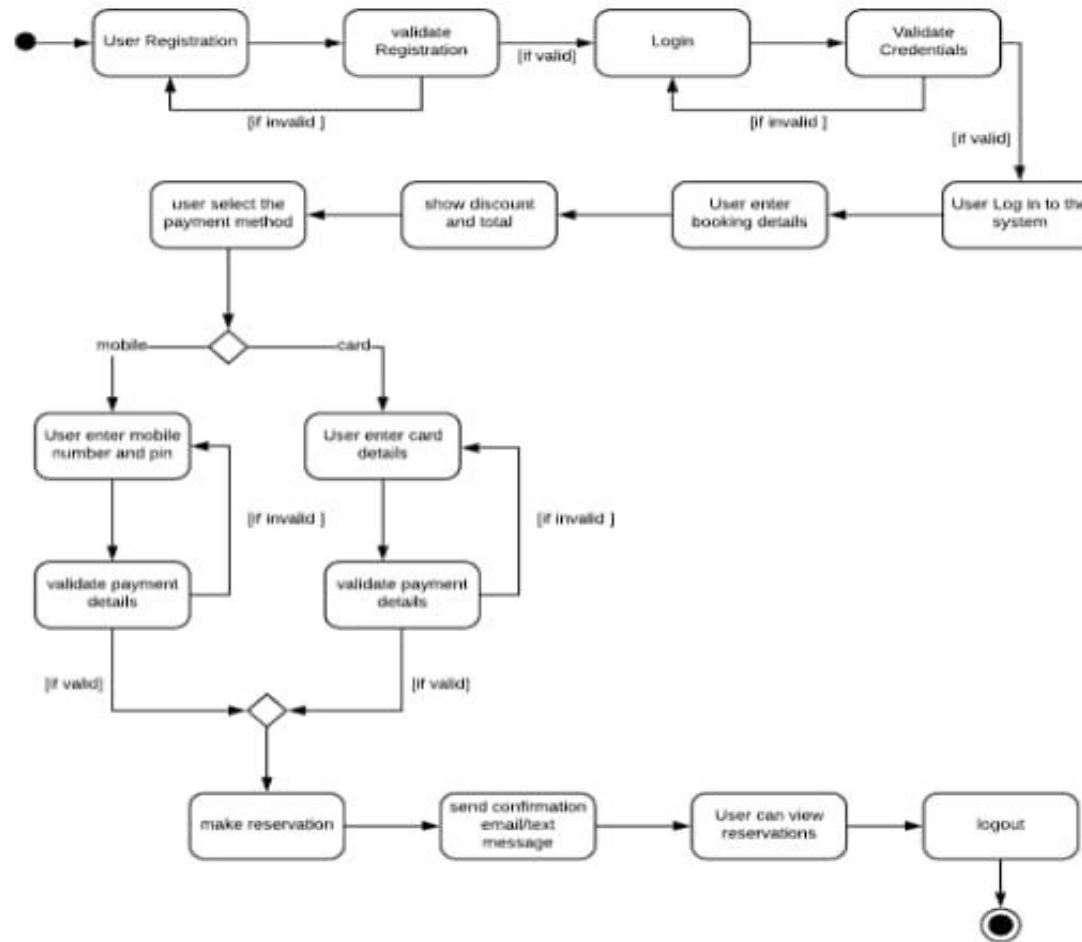 User Registration
validate
Registration
[if valid]
Login
Validate
Credentials
[if invalid ]
[if invalid ]
[if valid]
user select the
payment method
show discount
and total
User enter
booking details
User Log in to the
system
mobile
card
User enter mobile
number and pin
User enter card
details
[if invalid ]
[if invalid ]
validate payment
details
validate payment
details
[if valid]
[if valid]
make reservation
send confirmation
email/text
message
User can view
reservations
logout